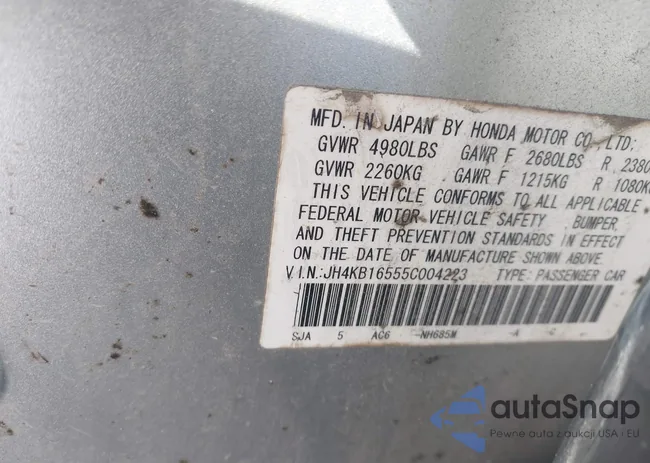 MFD. IN JAPAN BY HONDA MOTOR CO., LTD.
GVWR 4980LBS GAWR F 2680LBS R 2380
GVWR 2260KG GAWR F 1215KG R 1080KG
THIS VEHICLE CONFORMS TO ALL APPLICABLE
FEDERAL MOTOR VEHICLE SAFETY BUMPER,
AND THEFT PREVENTION STANDARDS IN EFFECT
ON THE DATE OF MANUFACTURE SHOWN ABOVE
V.I.N.:JH4KB16555C004223 TYPE: PASSENGER CAR
SJA 5 AC6 -NH685M -A
autaSnap
Pewne auta z aukcji USA i EU